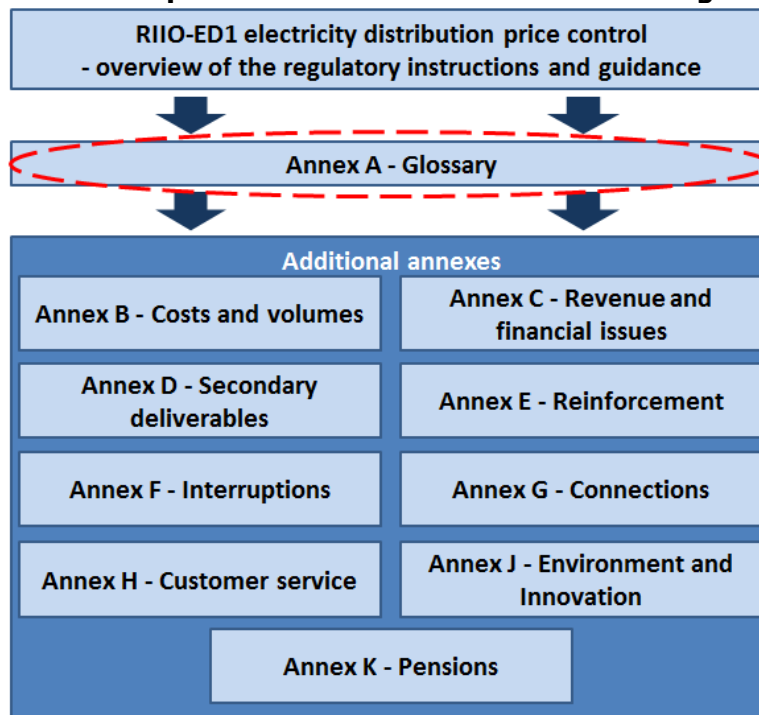 RIIO-ED1 electricity distribution price control
- overview of the regulatory instructions and guidance
Annex A - Glossary
Additional annexes
Annex B - Costs and volumes
Annex C - Revenue and
financial issues
Annex D - Secondary
deliverables
Annex E - Reinforcement
Annex F - Interruptions
Annex G - Connections
Annex H - Customer service
Annex J - Environment and
Innovation
Annex K - Pensions